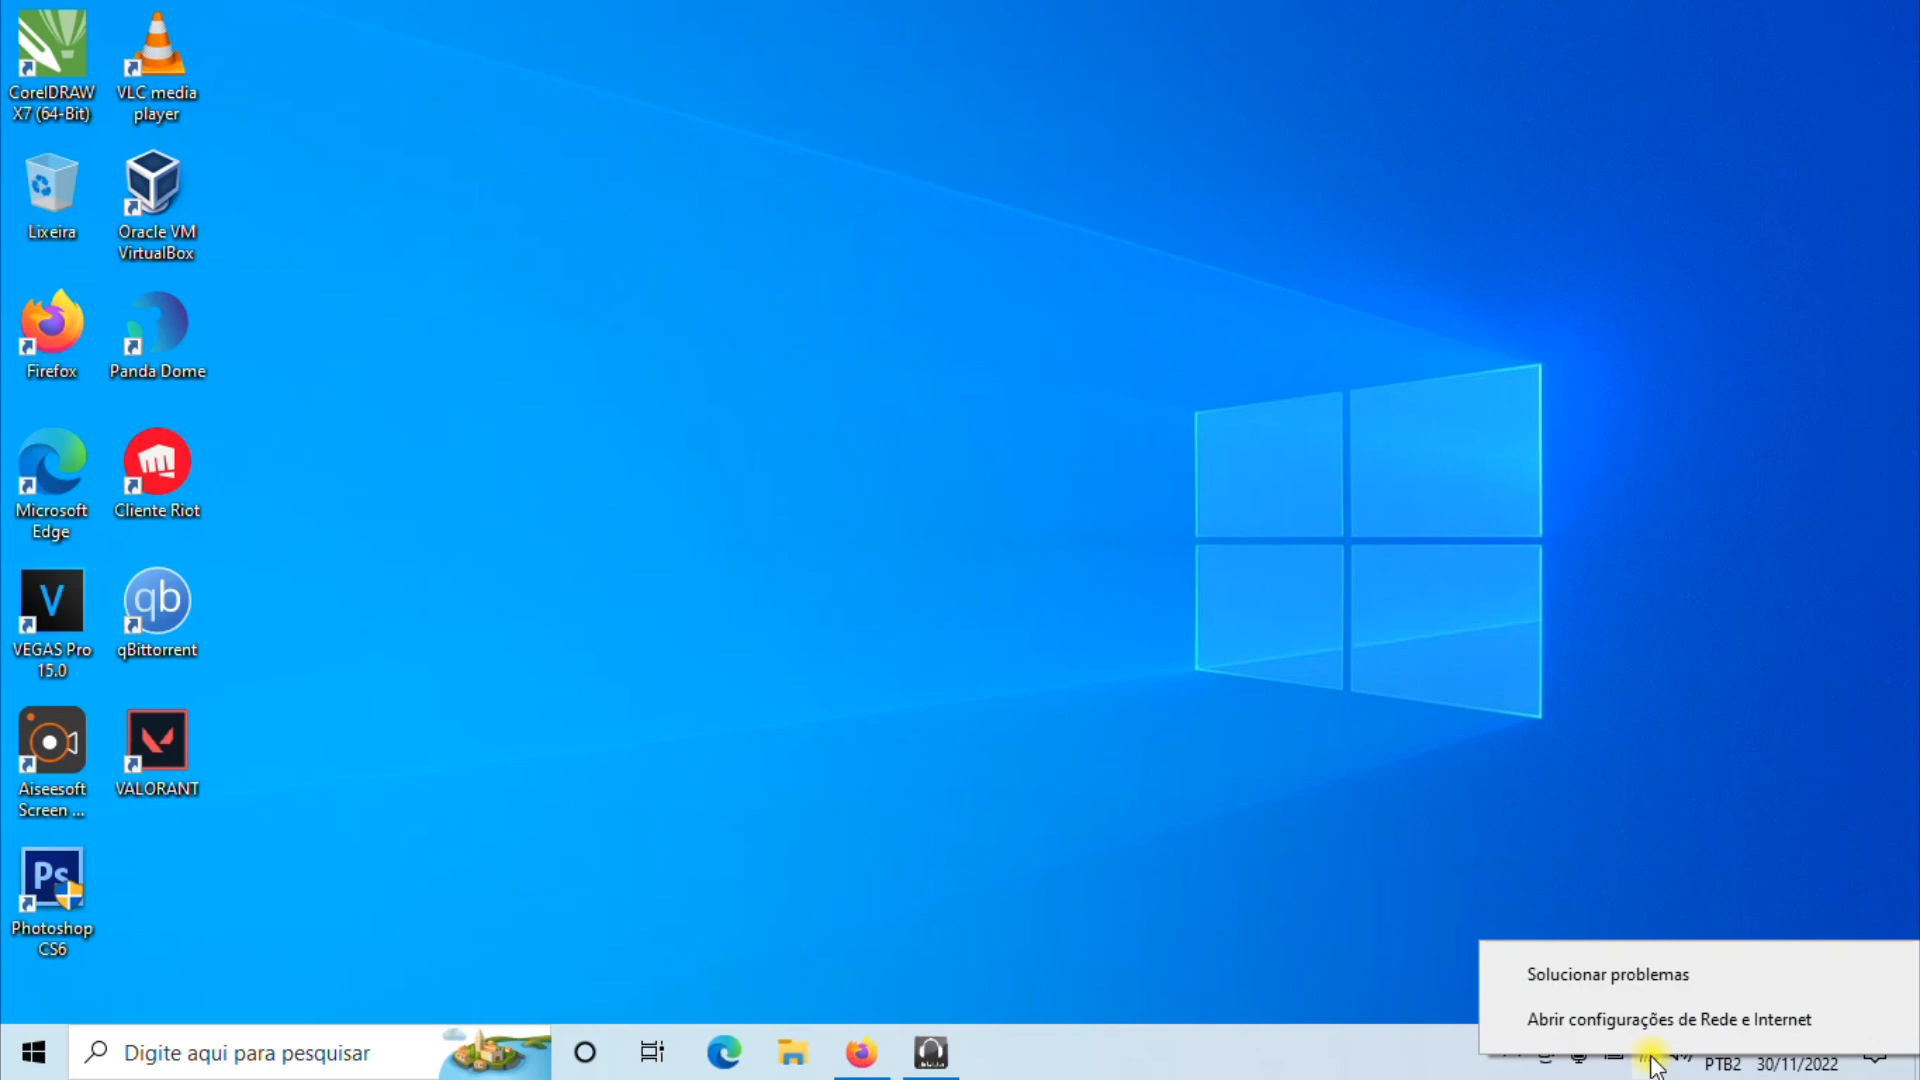 CorelDRAW
X7 (64-Bit)
VLC media
player
Lixeira
Oracle VM
VirtualBox
Firefox
Panda Dome
Microsoft
Edge
Cliente Riot
V
VEGAS Pro
15.0
qb
qBittorrent
Aiseesoft
Screen ...
VALORANT
Ps
Photoshop
CS6
Solucionar problemas
Abrir configurações de Rede e Internet
Digite aqui para pesquisar
PTB2
30/11/2022